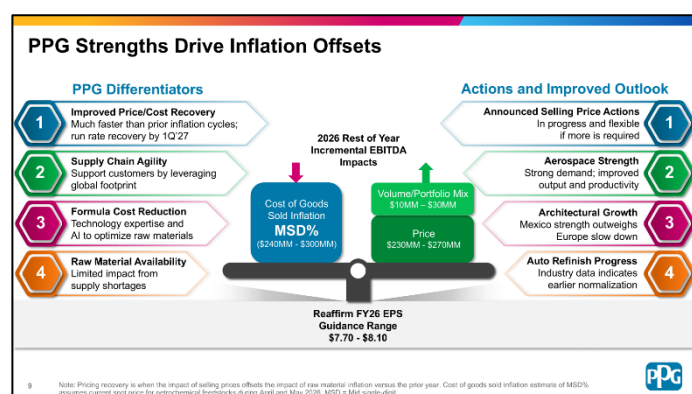 PPG Strengths Drive Inflation Offsets
PPG Differentiators
1
Improved Price/Cost Recovery
Much faster than prior inflation cycles;
run rate recovery by 1Q'27
2
Supply Chain Agility
Support customers by leveraging
global footprint
3
Formula Cost Reduction
Technology expertise and
AI to optimize raw materials
4
Raw Material Availability
Limited impact from
supply shortages
2026 Rest of Year
Incremental EBITDA
Impacts
Cost of Goods
Sold Inflation
MSD%
($240MM - $300MM)
Volume/Portfolio Mix
$10MM – $30MM
Price
$230MM - $270MM
Reaffirm FY26 EPS
Guidance Range
$7.70 - $8.10
Actions and Improved Outlook
Announced Selling Price Actions
In progress and flexible
if more is required
1
Aerospace Strength
Strong demand; improved
output and productivity
2
Architectural Growth
Mexico strength outweighs
Europe slow down
3
Auto Refinish Progress
Industry data indicates
earlier normalization
4
9
Note: Pricing recovery is when the impact of selling prices offsets the impact of raw material inflation versus the prior year. Cost of goods sold inflation estimate of MSD%
assumes current spot price for petrochemical feedstocks during April and May 2026. MSD = Mid single-digit
PPG